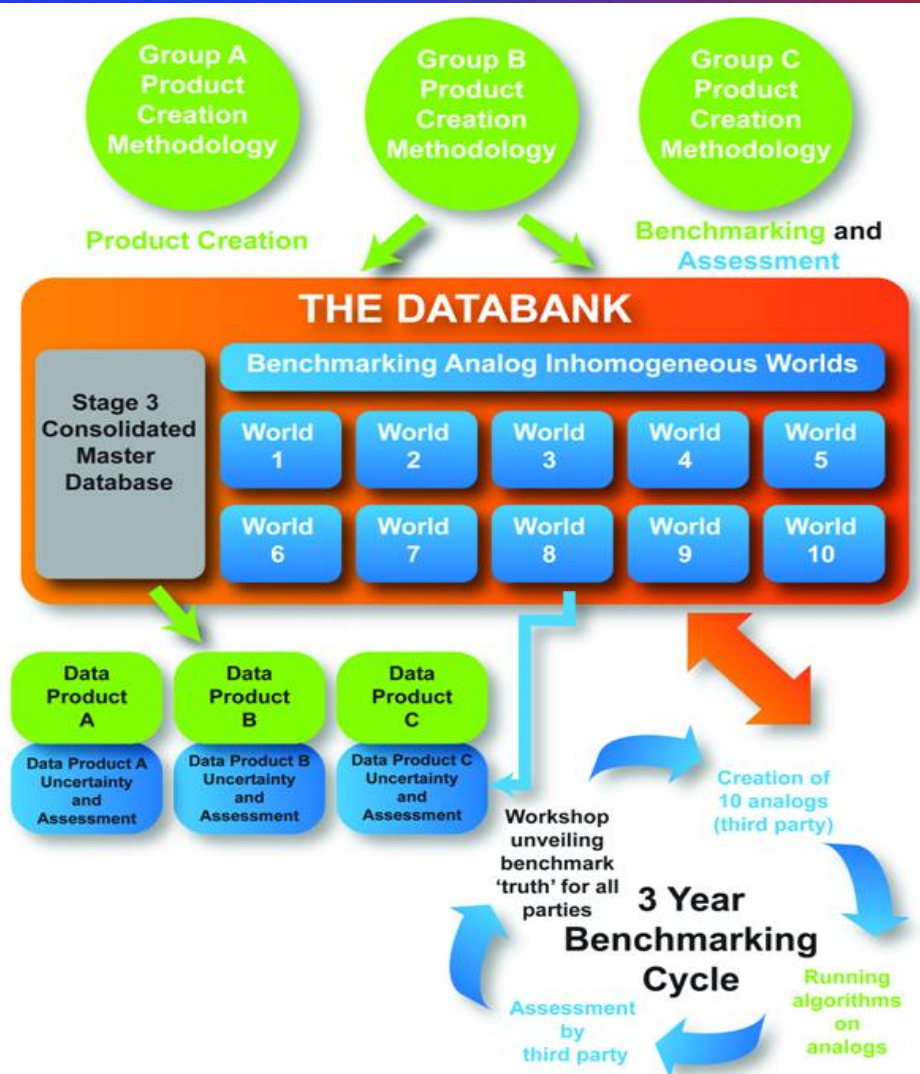 Group A
Product
Creation
Methodology
Group B
Product
Creation
Methodology
Group C
Product
Creation
Methodology
Product Creation
Benchmarking and
Assessment
THE DATABANK
Stage 3
Consolidated
Master
Database
Benchmarking Analog Inhomogeneous Worlds
World
1
World
2
World
3
World
4
World
5
World
6
World
7
World
8
World
9
World
10
Data
Product
A
Data
Product
B
Data
Product
C
Data Product A
Uncertainty
and
Assessment
Data Product B
Uncertainty
and
Assessment
Data Product C
Uncertainty
and
Assessment
Workshop
unveiling
benchmark
‘truth’ for all
parties
Creation of
10 analogs
(third party)
3 Year
Benchmarking
Cycle
Running
algorithms
on
analogs
Assessment
by
third party